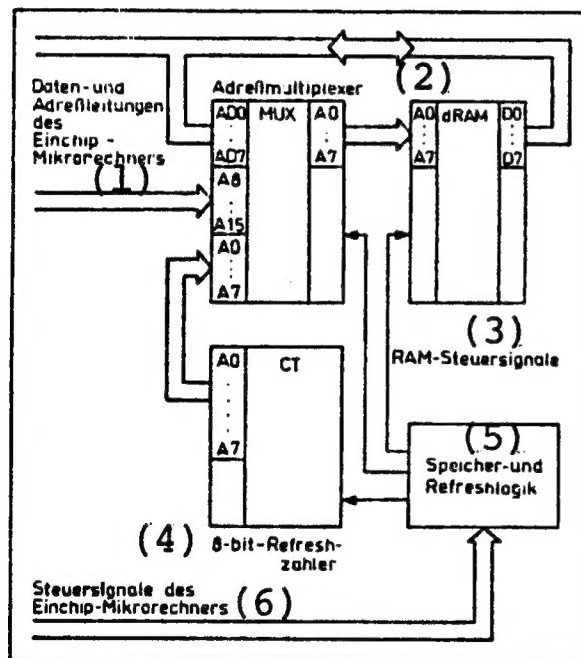 Daten- und
Adreßleitungen
des
Einchip-
Mikrorechners
(1)
Adreßmultiplexer
(2)
AD0
AD7
A8
A15
A0
A7
MUX
A0
A7
A0
A7
dRAM
D0
D7
(3)
RAM-Steuersignale
A0
A7
CT
(4) 8-bit-Refresh-
zahler
(5)
Speicher-und
Refreshlogik
Steuersignale des
Einchip-Mikrorechners (6)